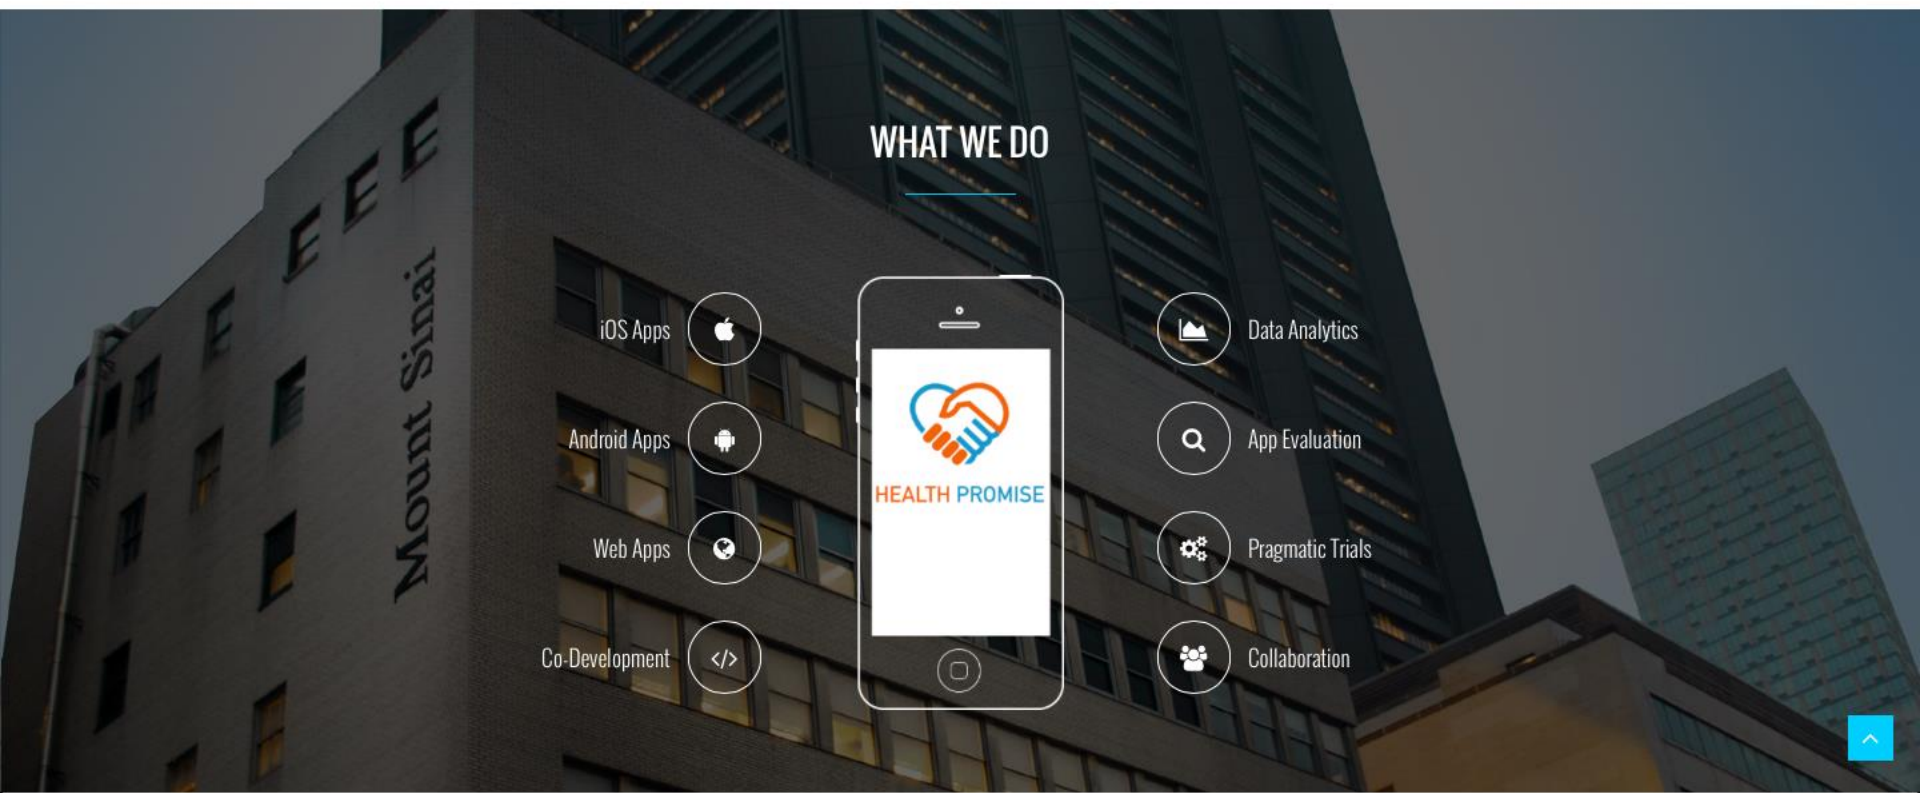 WHAT WE DO
Mount Sinai
iOS Apps
Android Apps
Web Apps
Co-Development
HEALTH PROMISE
Data Analytics
App Evaluation
Pragmatic Trials
Collaboration